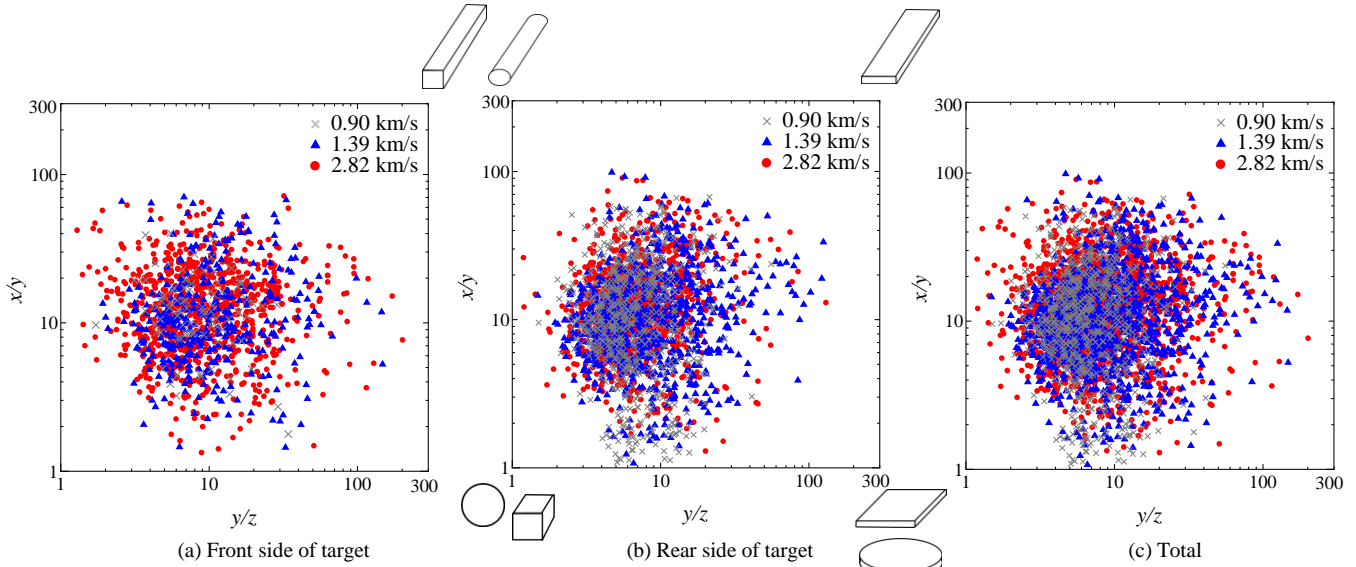 300
100
10
1
x/y
0.90 km/s
1.39 km/s
2.82 km/s
1 10 100 300
y/z
(a) Front side of target
300
100
10
1
x/y
0.90 km/s
1.39 km/s
2.82 km/s
1 10 100 300
y/z
(b) Rear side of target
300
100
10
1
x/y
0.90 km/s
1.39 km/s
2.82 km/s
1 10 100 300
y/z
(c) Total